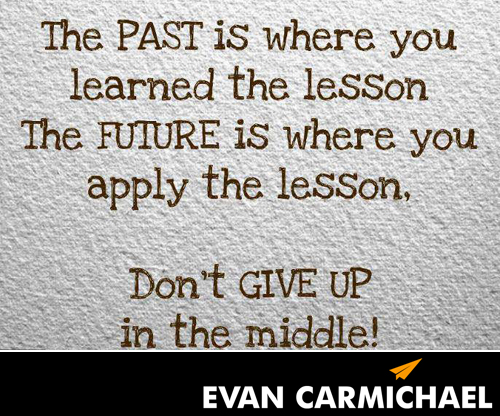 The PAST is where you
learned the lesson
The FUTURE is where you
apply the lesson,
Don't GIVE UP
in the middle!
EVAN CARMICHAEL